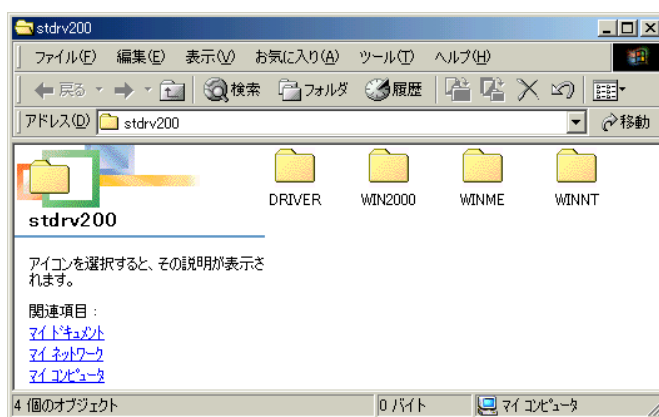 stdrv200
ファイル(F) 編集(E) 表示(V) お気に入り(A) ツール(T) ヘルプ(H)
戻る 検索 フォルダ 履歴
アドレス(D) stdrv200 移動
DRIVER WIN2000 WINME WINNT
stdrv200
アイコンを選択すると、その説明が表示さ
れます。
関連項目:
マイ ドキュメント
マイ ネットワーク
マイ コンピュータ
4 個のオブジェクト 0 バイト マイ コンピュータ